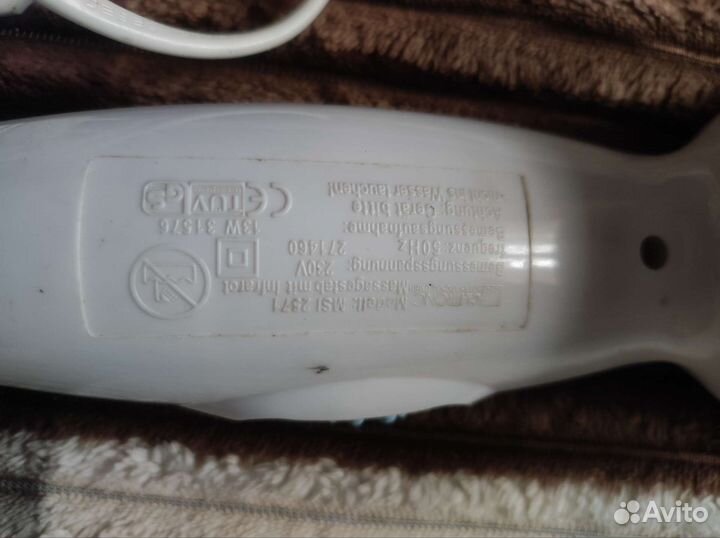 Modell: MSI 2571
Massagestab mit Infrarot
Bemessungsspannung: 230V
frequenz: 50Hz 271460
Bemessungsaufnahme: 13W 31576
Achtung: Gerät bitte
nicht ins Wasser tauchen!
CE TÜV GS
Avito